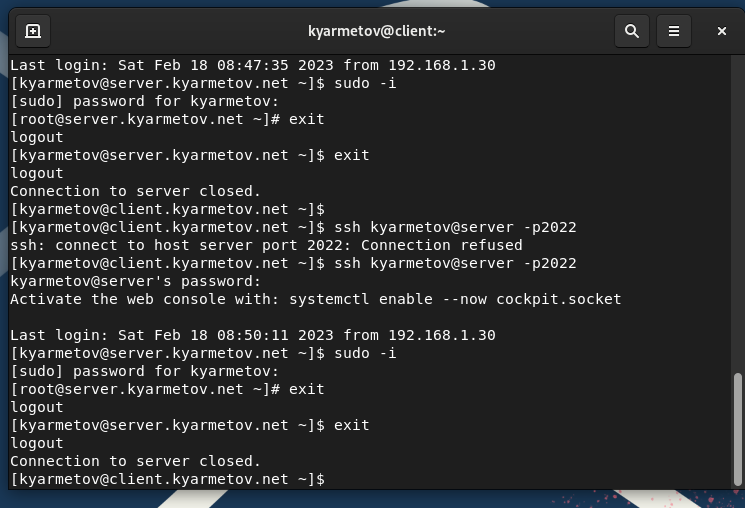 kyarmetov@client:~
Last login: Sat Feb 18 08:47:35 2023 from 192.168.1.30
[kyarmetov@server.kyarmetov.net ~]$ sudo -i
[sudo] password for kyarmetov:
[root@server.kyarmetov.net ~]# exit
logout
[kyarmetov@server.kyarmetov.net ~]$ exit
logout
Connection to server closed.
[kyarmetov@client.kyarmetov.net ~]$
[kyarmetov@client.kyarmetov.net ~]$ ssh kyarmetov@server -p2022
ssh: connect to host server port 2022: Connection refused
[kyarmetov@client.kyarmetov.net ~]$ ssh kyarmetov@server -p2022
kyarmetov@server's password:
Activate the web console with: systemctl enable --now cockpit.socket
Last login: Sat Feb 18 08:50:11 2023 from 192.168.1.30
[kyarmetov@server.kyarmetov.net ~]$ sudo -i
[sudo] password for kyarmetov:
[root@server.kyarmetov.net ~]# exit
logout
[kyarmetov@server.kyarmetov.net ~]$ exit
logout
Connection to server closed.
[kyarmetov@client.kyarmetov.net ~]$